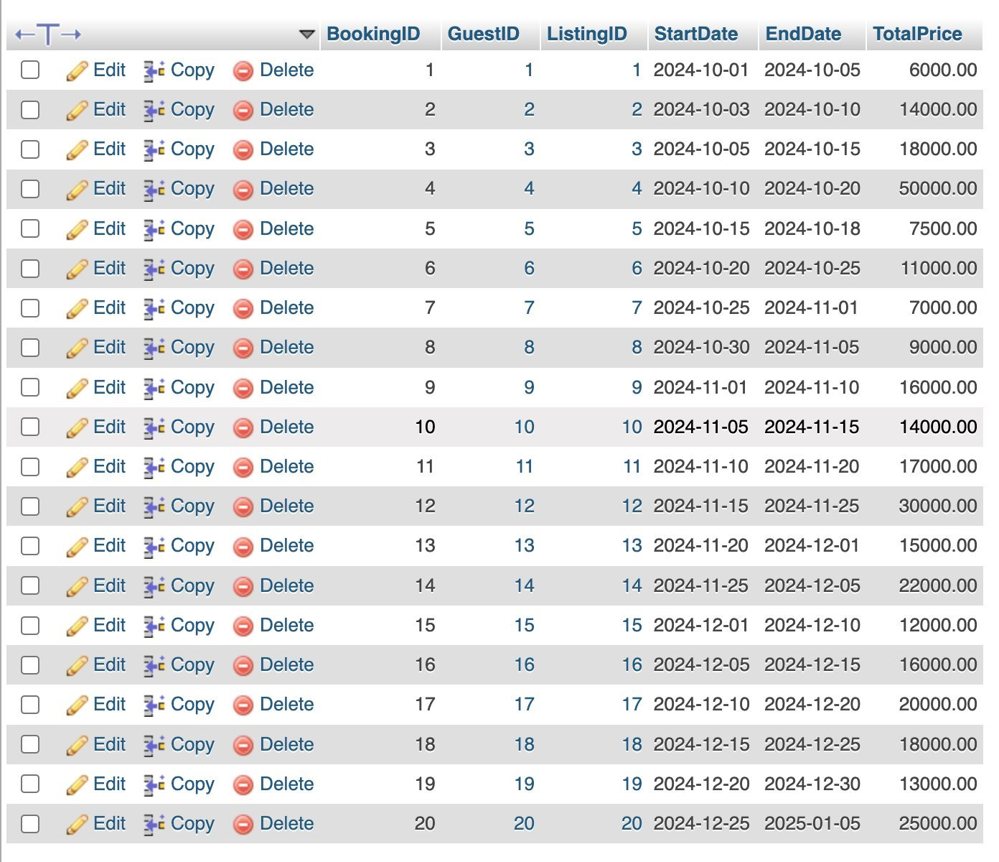 ←T→ BookingID GuestID ListingID StartDate EndDate TotalPrice
Edit Copy Delete 1 1 1 2024-10-01 2024-10-05 6000.00
Edit Copy Delete 2 2 2 2024-10-03 2024-10-10 14000.00
Edit Copy Delete 3 3 3 2024-10-05 2024-10-15 18000.00
Edit Copy Delete 4 4 4 2024-10-10 2024-10-20 50000.00
Edit Copy Delete 5 5 5 2024-10-15 2024-10-18 7500.00
Edit Copy Delete 6 6 6 2024-10-20 2024-10-25 11000.00
Edit Copy Delete 7 7 7 2024-10-25 2024-11-01 7000.00
Edit Copy Delete 8 8 8 2024-10-30 2024-11-05 9000.00
Edit Copy Delete 9 9 9 2024-11-01 2024-11-10 16000.00
Edit Copy Delete 10 10 10 2024-11-05 2024-11-15 14000.00
Edit Copy Delete 11 11 11 2024-11-10 2024-11-20 17000.00
Edit Copy Delete 12 12 12 2024-11-15 2024-11-25 30000.00
Edit Copy Delete 13 13 13 2024-11-20 2024-12-01 15000.00
Edit Copy Delete 14 14 14 2024-11-25 2024-12-05 22000.00
Edit Copy Delete 15 15 15 2024-12-01 2024-12-10 12000.00
Edit Copy Delete 16 16 16 2024-12-05 2024-12-15 16000.00
Edit Copy Delete 17 17 17 2024-12-10 2024-12-20 20000.00
Edit Copy Delete 18 18 18 2024-12-15 2024-12-25 18000.00
Edit Copy Delete 19 19 19 2024-12-20 2024-12-30 13000.00
Edit Copy Delete 20 20 20 2024-12-25 2025-01-05 25000.00